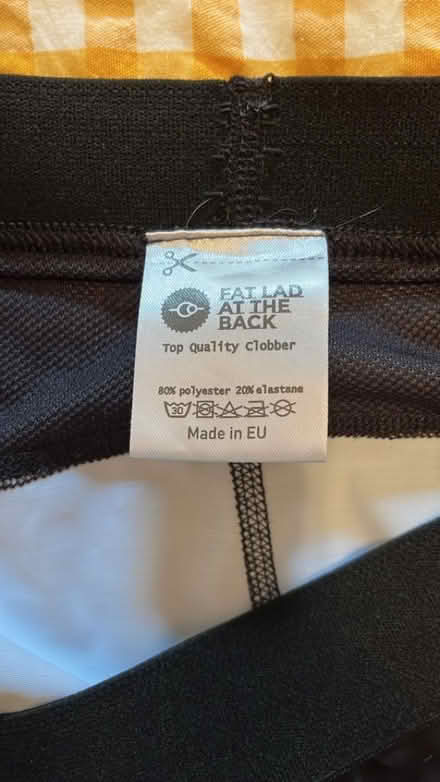 FAT LAD
AT THE
BACK
Top Quality Clobber
80% polyester 20% elastane
30
Made in EU